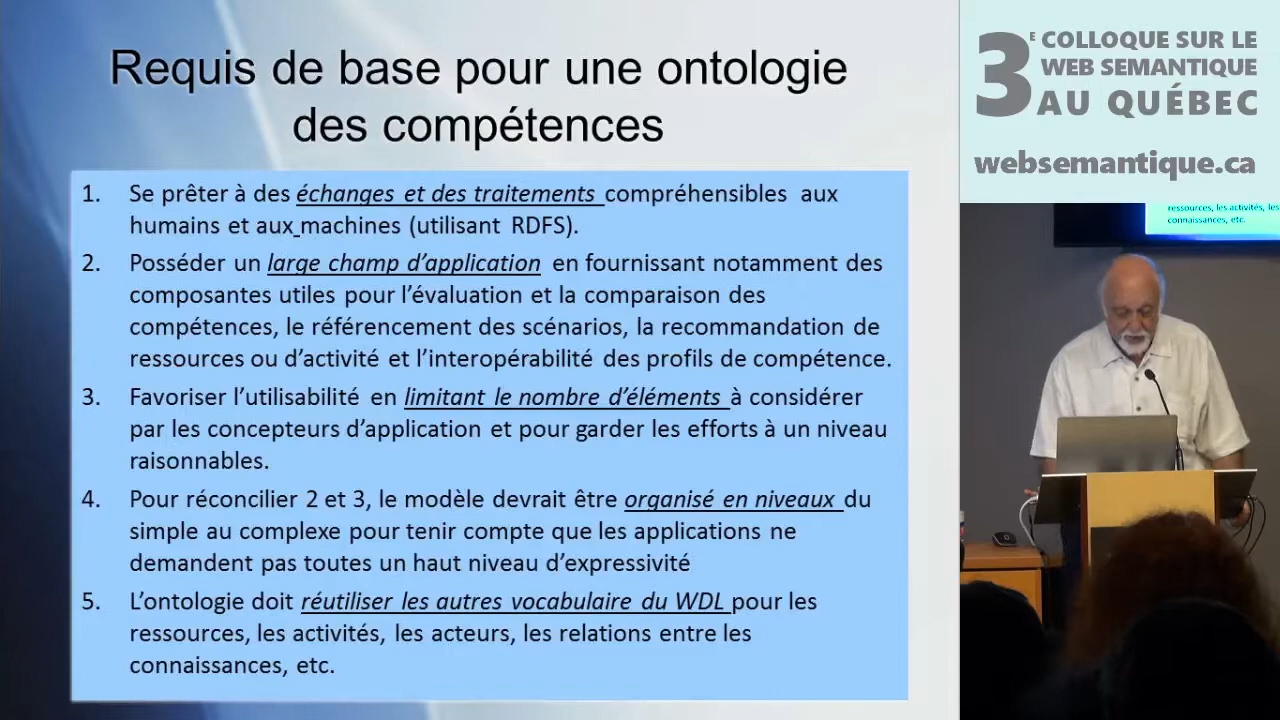 Requis de base pour une ontologie
des compétences
1. Se prêter à des échanges et des traitements compréhensibles aux
humains et aux machines (utilisant RDFS).
2. Posséder un large champ d’application en fournissant notamment des
composantes utiles pour l’évaluation et la comparaison des
compétences, le référencement des scénarios, la recommandation de
ressources ou d’activité et l’interopérabilité des profils de compétence.
3. Favoriser l’utilisabilité en limitant le nombre d’éléments à considérer
par les concepteurs d’application et pour garder les efforts à un niveau
raisonnables.
4. Pour réconcilier 2 et 3, le modèle devrait être organisé en niveaux du
simple au complexe pour tenir compte que les applications ne
demandent pas toutes un haut niveau d’expressivité
5. L’ontologie doit réutiliser les autres vocabulaire du WDL pour les
ressources, les activités, les acteurs, les relations entre les
connaissances, etc.
3E COLLOQUE SUR LE
WEB SEMANTIQUE
AU QUÉBEC
websemantique.ca
ressources, les activités, les
connaissances, etc.